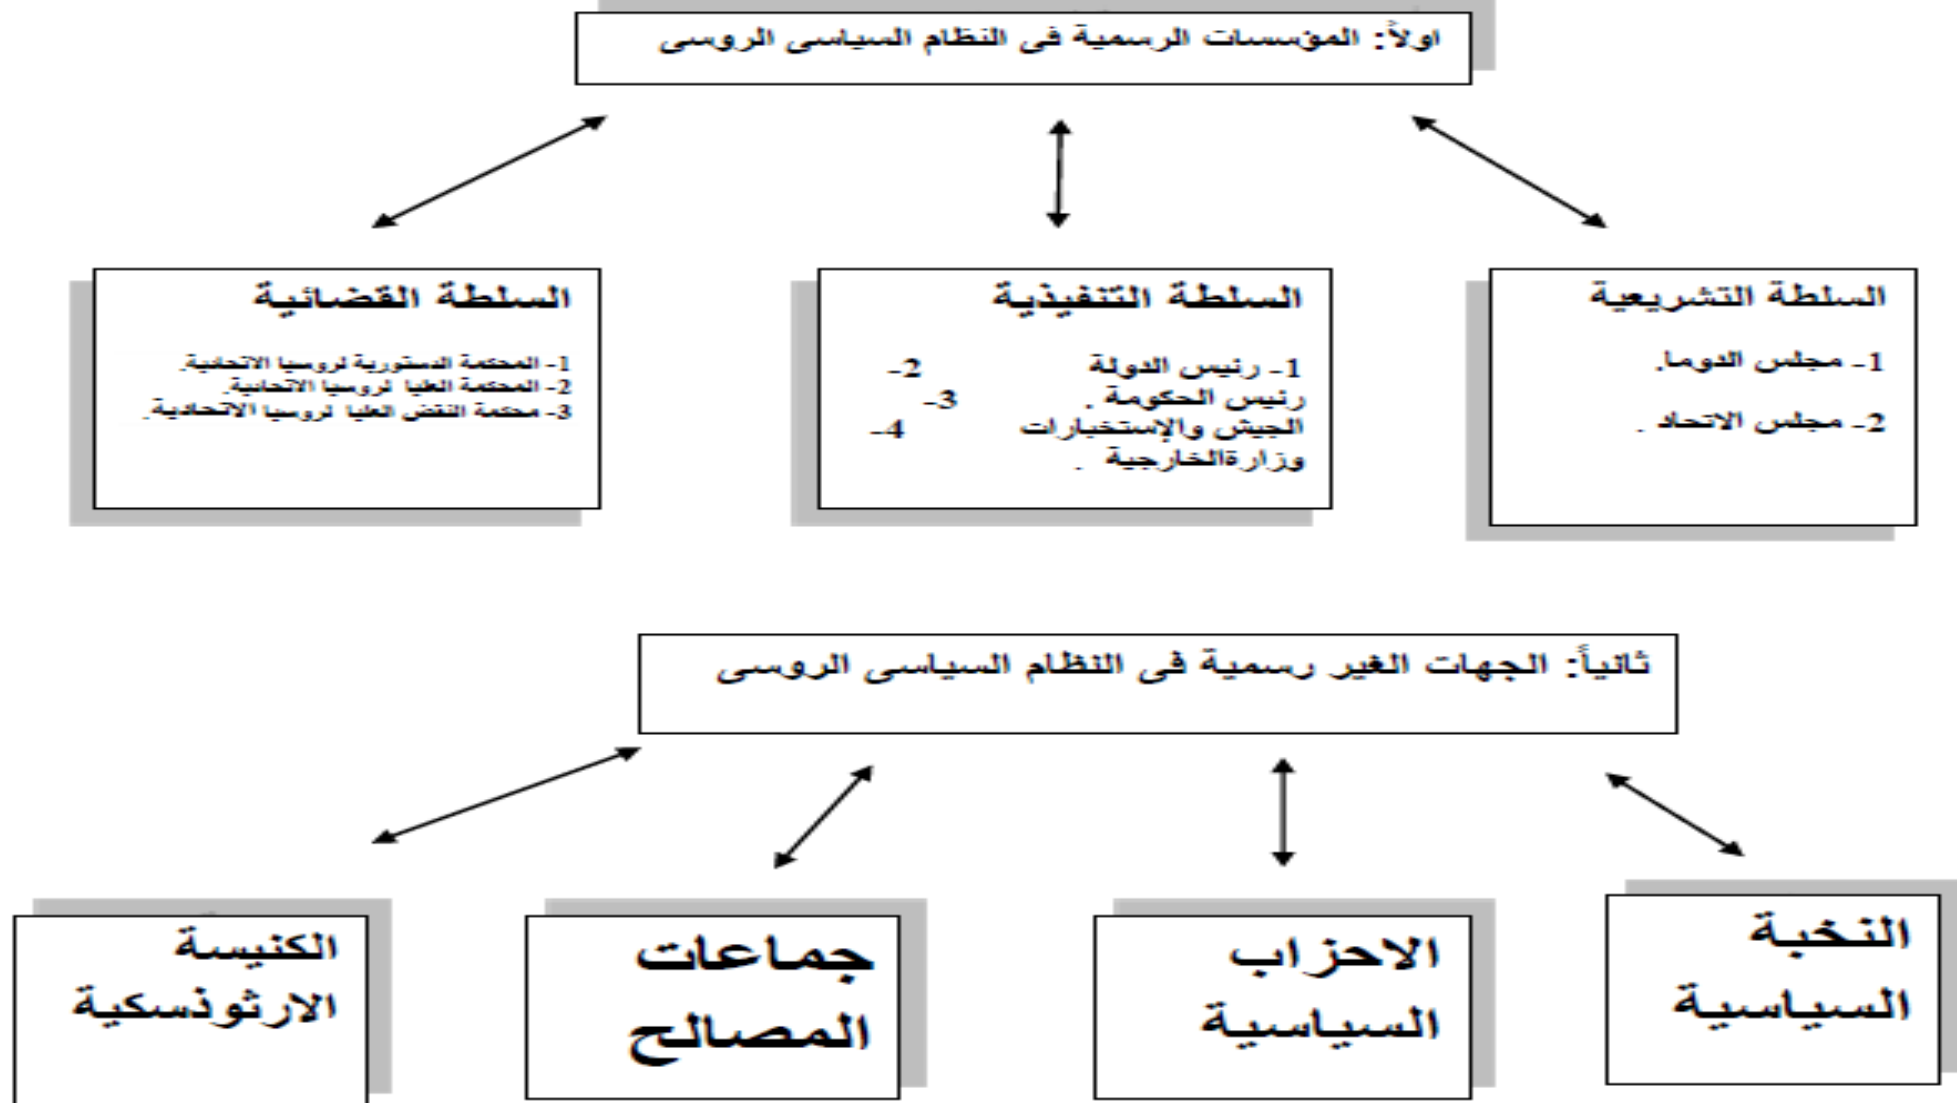 اولاً: المؤسسات الرسمية فى النظام السياسى الروسى
السلطة التشريعية
1- مجلس الدوما.
2- مجلس الاتحاد .
السلطة التنفيذية
1- رئيس الدولة 2-
رئيس الحكومة . 3-
الجيش والإستخبارات 4-
وزارةالخارجية .
السلطة القضائية
1- المحكمة الدستورية لروسيا الاتحادية.
2- المحكمة العليا لروسيا الاتحادية.
3- محكمة النقض العليا لروسيا الاتحادية.
ثانياً: الجهات الغير رسمية فى النظام السياسى الروسى
النخبة
السياسية
الاحزاب
السياسية
جماعات
المصالح
الكنيسة
الارثوذسكية